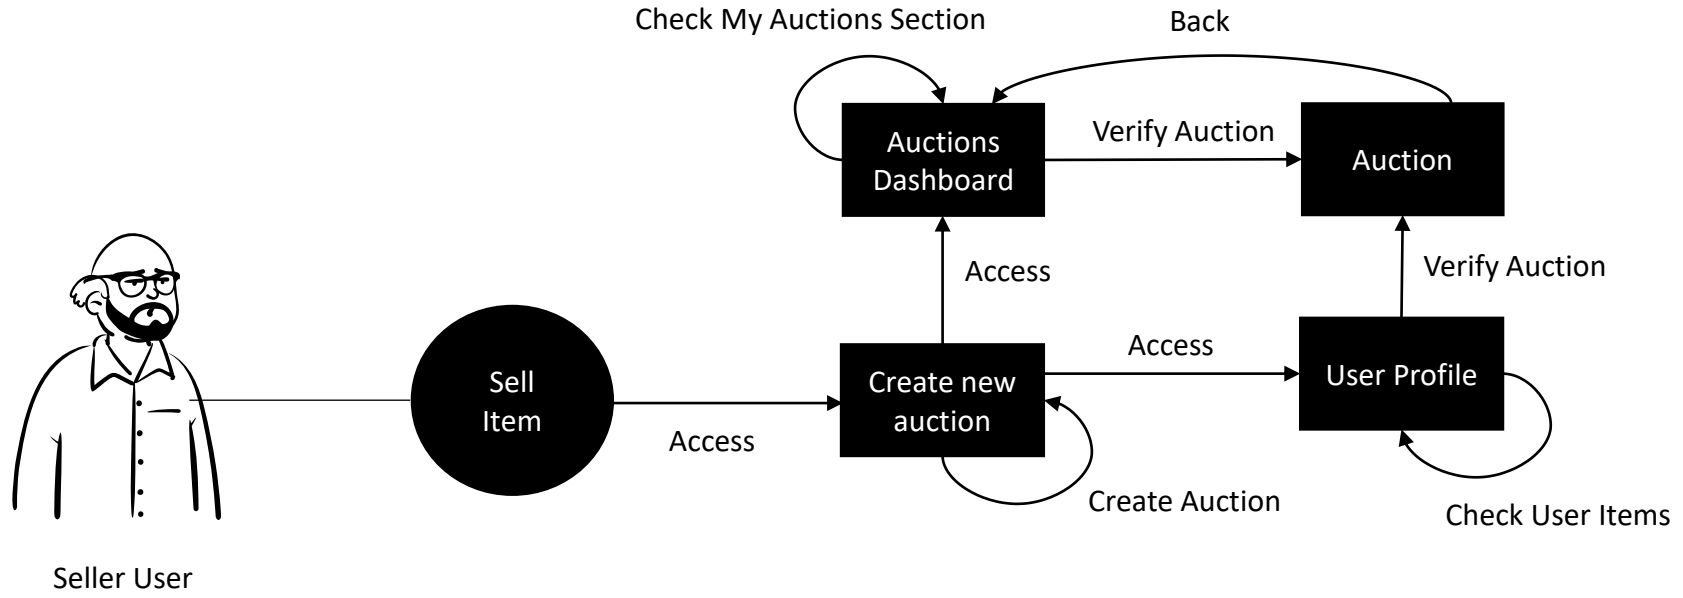 Check My Auctions Section
Back
Auctions
Dashboard
Verify Auction
Auction
Access
Verify Auction
Sell
Item
Access
Create new
auction
Access
User Profile
Create Auction
Check User Items
Seller User